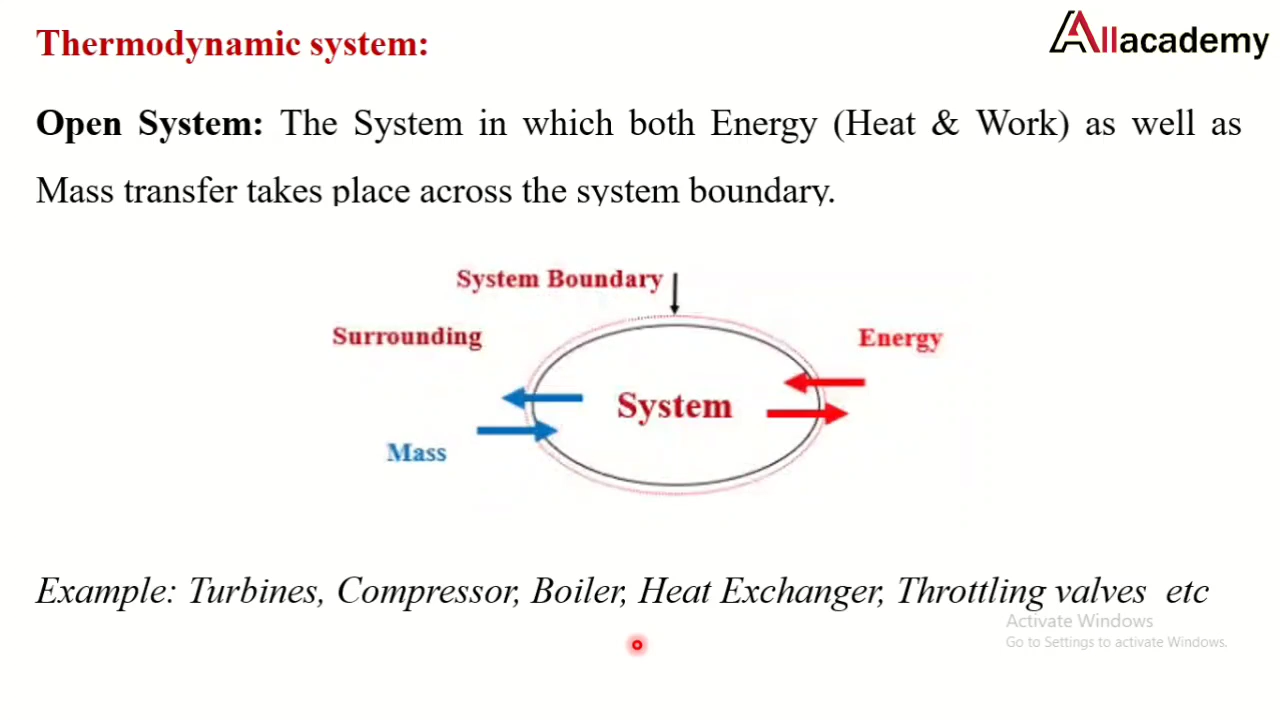 Thermodynamic system:
Allacademy
Open System: The System in which both Energy (Heat & Work) as well as
Mass transfer takes place across the system boundary.
System Boundary
Surrounding
Energy
System
Mass
Example: Turbines, Compressor, Boiler, Heat Exchanger, Throttling valves etc
Activate Windows
Go to Settings to activate Windows.